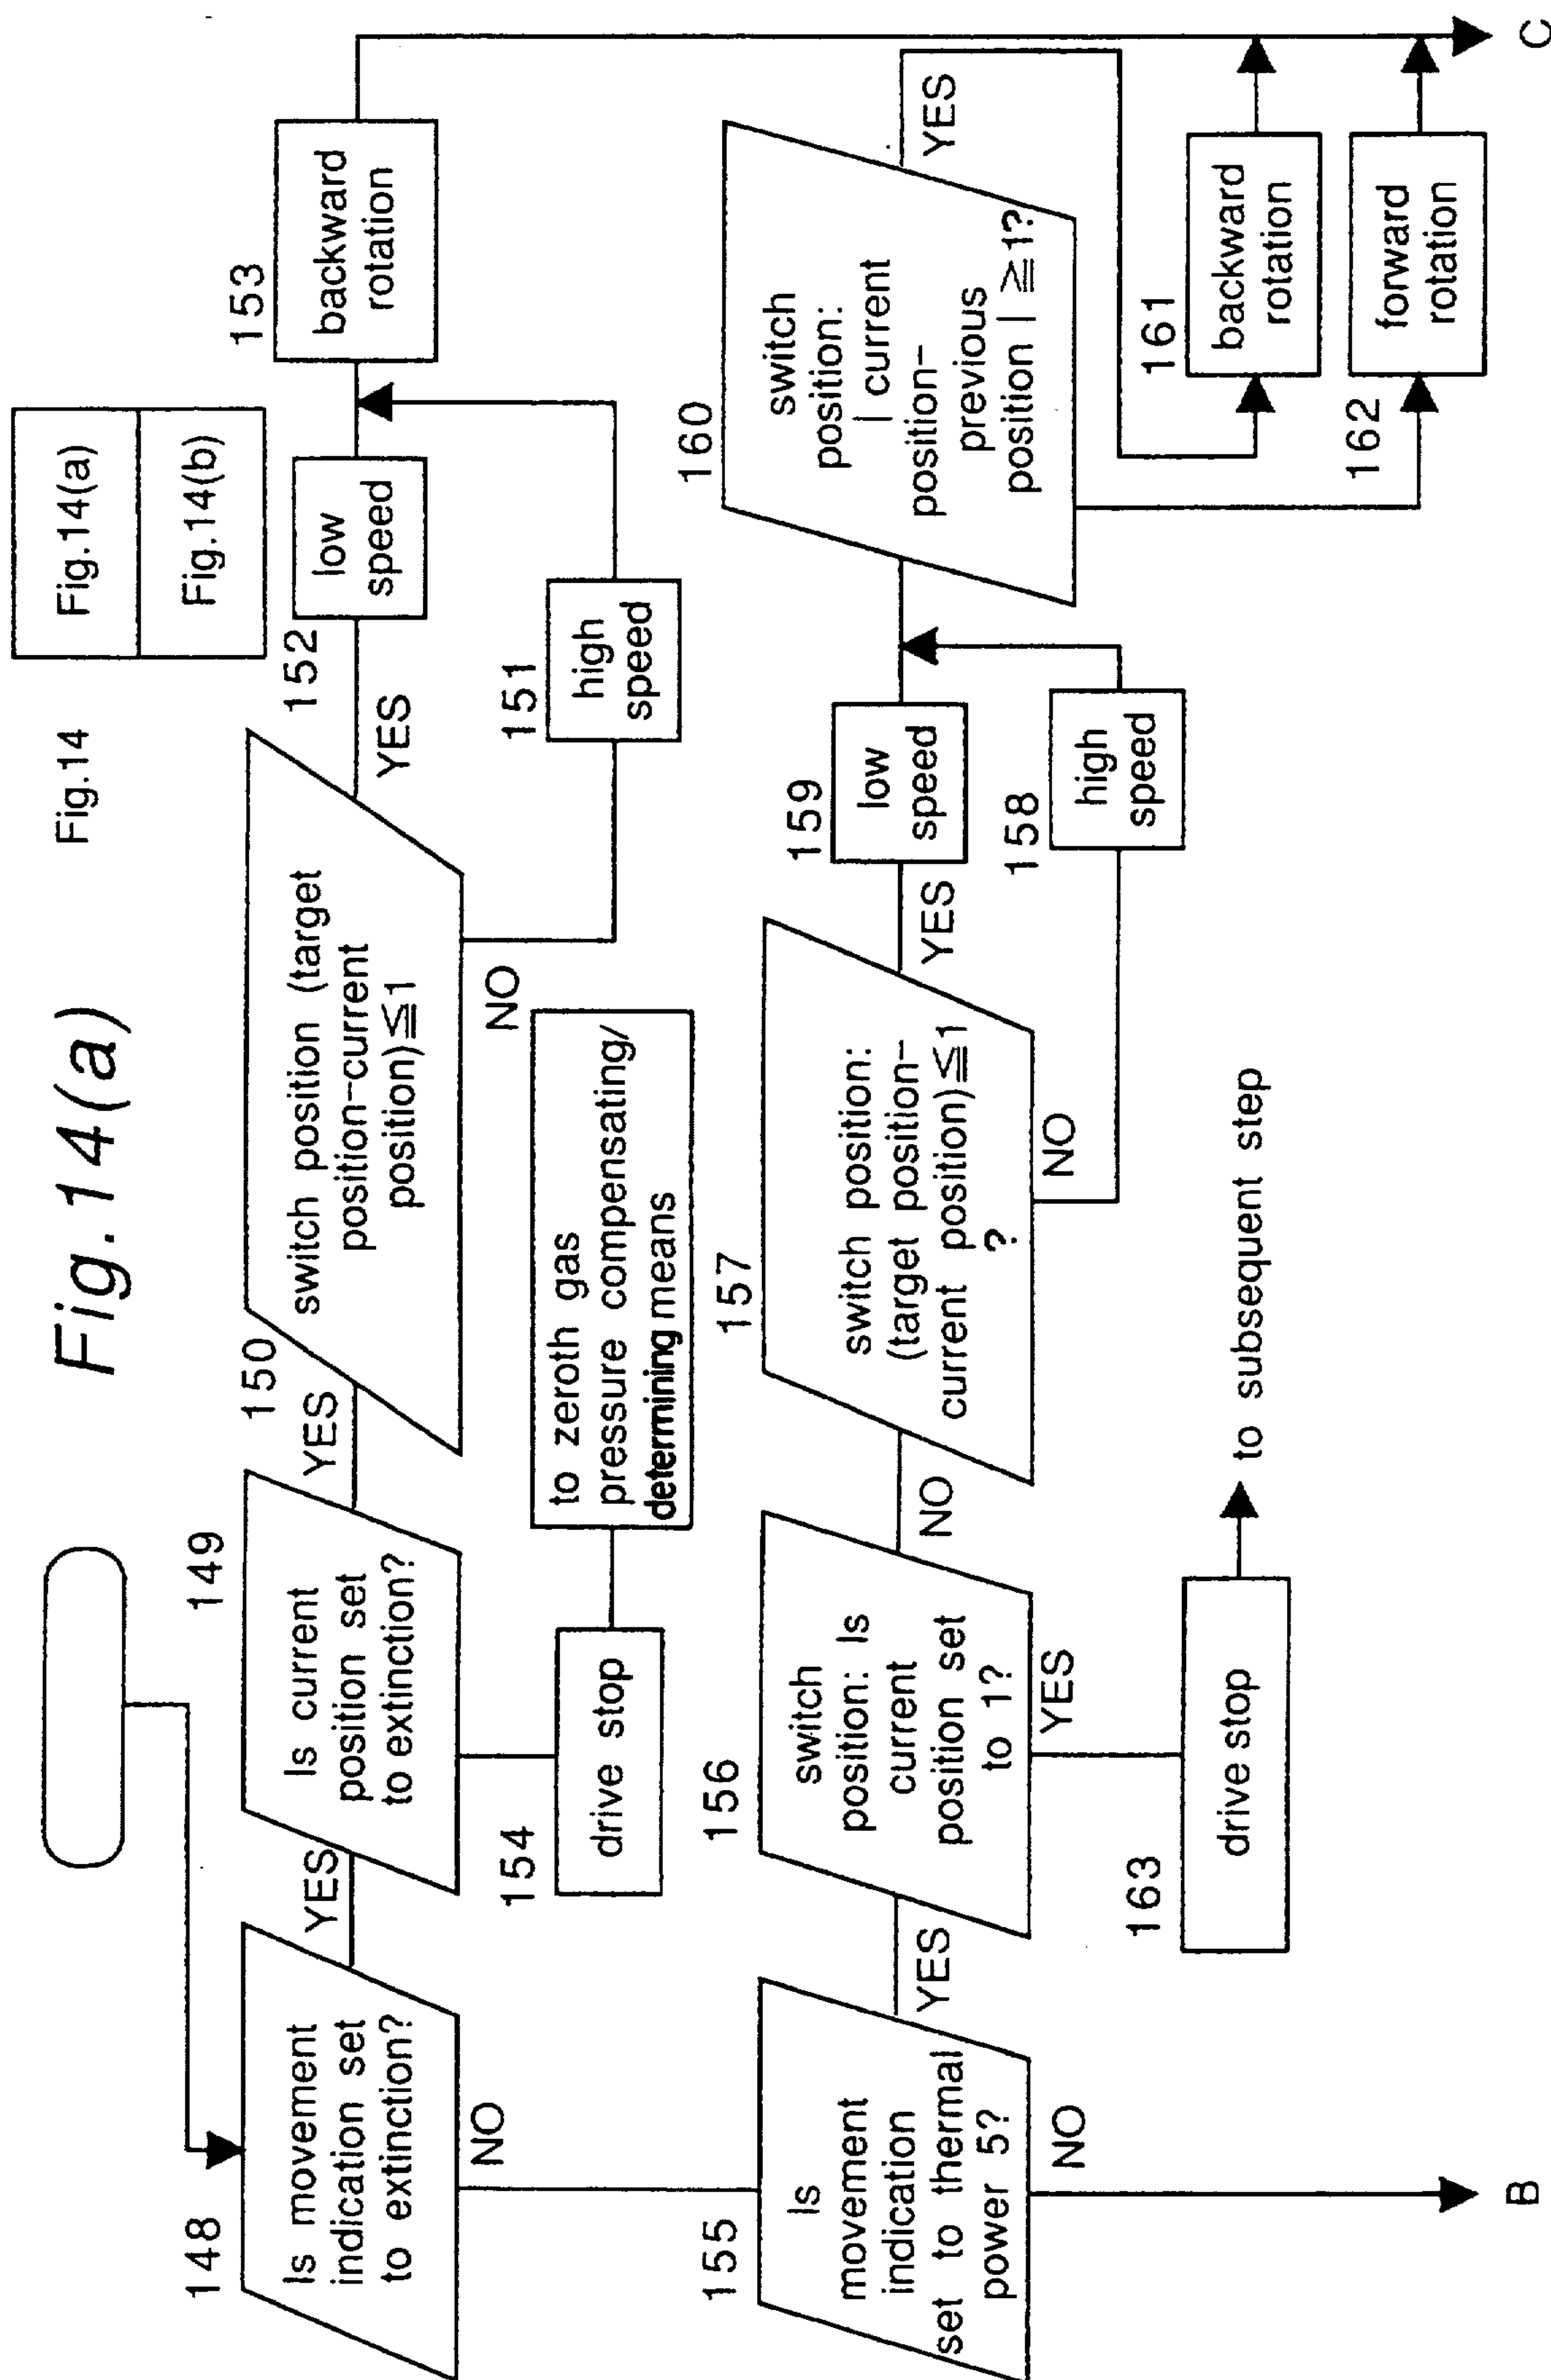 Fig.14(a)
Fig.14
Fig.14(a)
Fig.14(b)
148
Is movement
indication set
to extinction?
YES
NO
149
Is current
position set
to extinction?
YES
150
switch position (target
position-current
position)≦1
YES
NO
152
low
speed
151
high
speed
153
backward
rotation
154
drive stop
to zeroth gas
pressure compensating/
determining means
155
Is
movement
indication
set to thermal
power 5?
YES
NO
156
switch
position: Is
current
position set
to 1?
NO
YES
157
switch position:
(target position-
current position)≦1
?
YES
NO
159
low
speed
158
high
speed
160
switch
position:
| current
position-
previous
position | ≧1?
YES
161
backward
rotation
162
forward
rotation
163
drive stop
to subsequent step
B
C